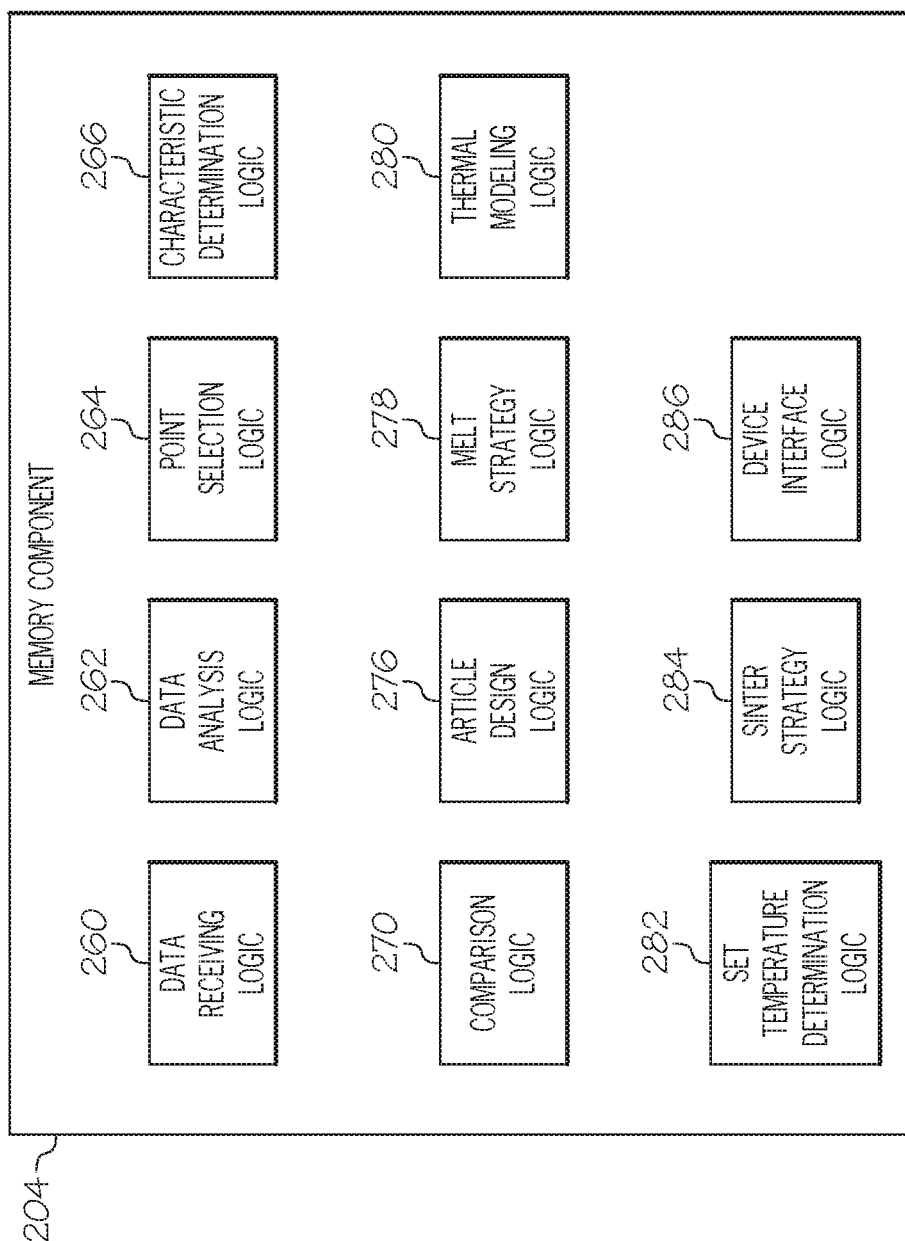 204
MEMORY COMPONENT
260
DATA
RECEIVING
LOGIC
262
DATA
ANALYSIS
LOGIC
264
POINT
SELECTION
LOGIC
266
CHARACTERISTIC
DETERMINATION
LOGIC
270
COMPARISON
LOGIC
276
ARTICLE
DESIGN
LOGIC
278
MELT
STRATEGY
LOGIC
280
THERMAL
MODELING
LOGIC
282
SET
TEMPERATURE
DETERMINATION
LOGIC
284
SINTER
STRATEGY
LOGIC
286
DEVICE
INTERFACE
LOGIC